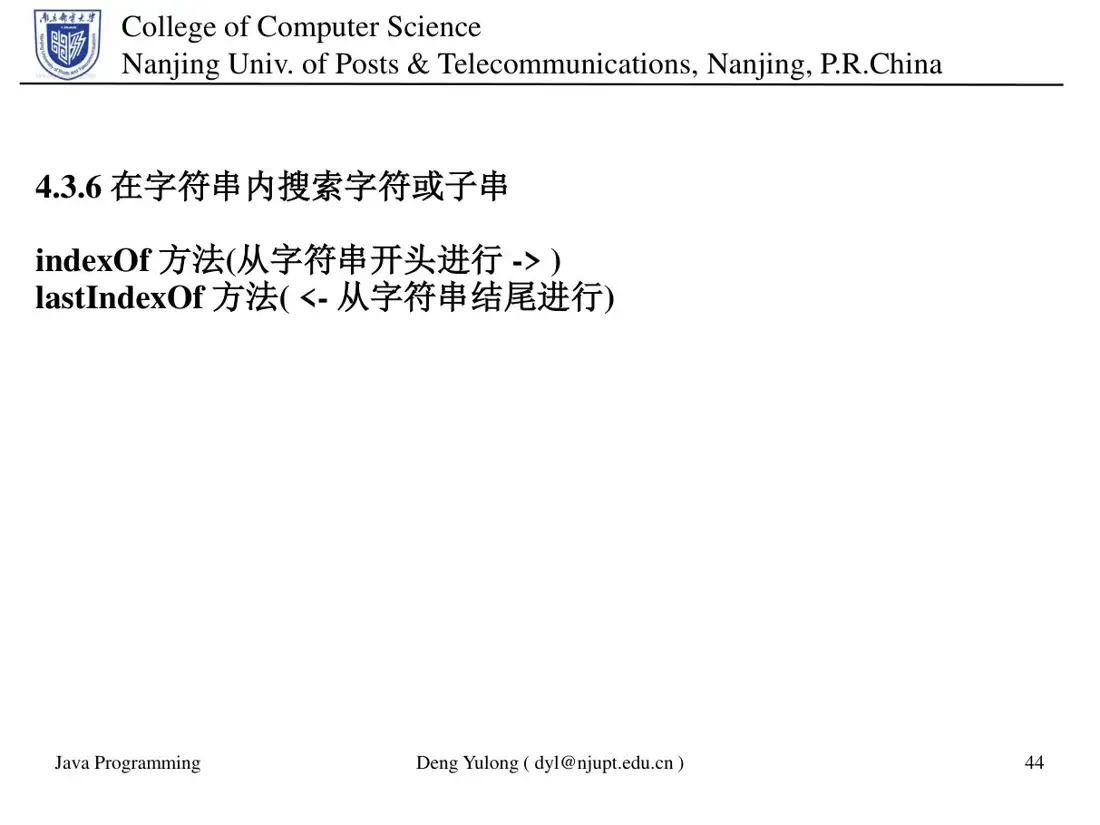 College of Computer Science
Nanjing Univ. of Posts & Telecommunications, Nanjing, P.R.China
4.3.6 在字符串内搜索字符或子串
indexOf 方法(从字符串开头进行 -> )
lastIndexOf 方法( <- 从字符串结尾进行)
Java Programming
Deng Yulong ( dyl@njupt.edu.cn )
44